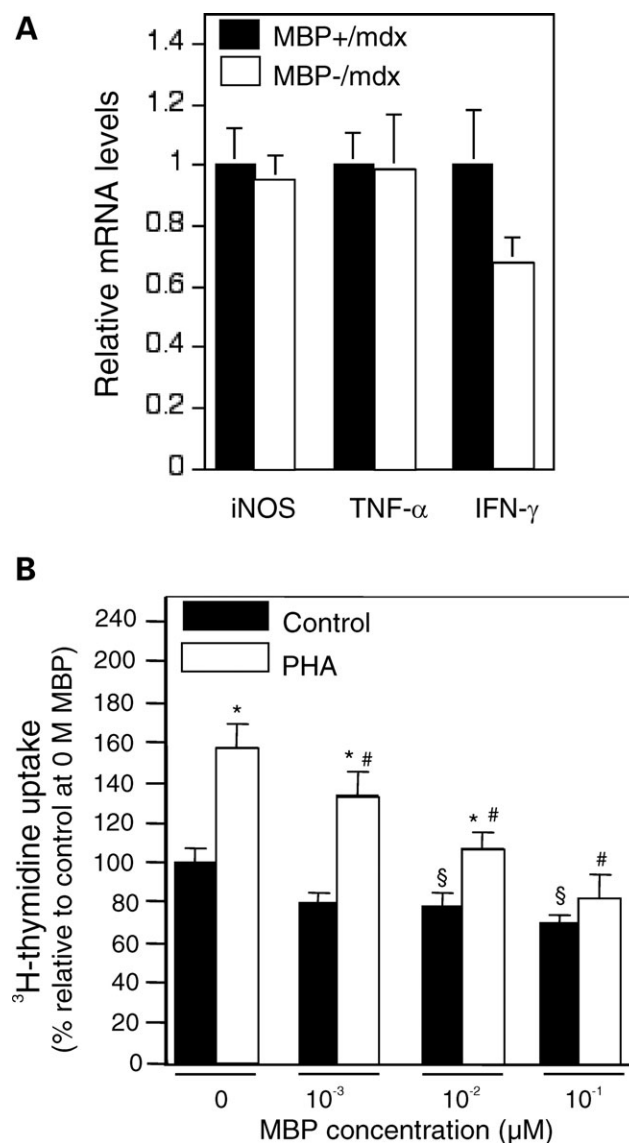 A
MBP+/mdx
MBP-/mdx
Relative mRNA levels
1.4
1.2
1
0.8
0.6
0.4
0.2
0
iNOS TNF-α IFN-γ
B
Control
PHA
³H-thymidine uptake
(% relative to control at 0 M MBP)
240
200
180
160
140
120
100
80
60
40
20
0
*
* #
§ * #
§ #
0 10⁻³ 10⁻² 10⁻¹
MBP concentration (µM)